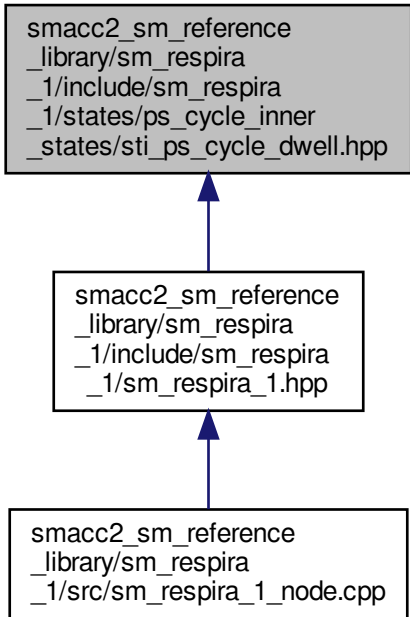 smacc2_sm_reference
_library/sm_respira
_1/include/sm_respira
_1/states/ps_cycle_inner
_states/sti_ps_cycle_dwell.hpp
smacc2_sm_reference
_library/sm_respira
_1/include/sm_respira
_1/sm_respira_1.hpp
smacc2_sm_reference
_library/sm_respira
_1/src/sm_respira_1_node.cpp